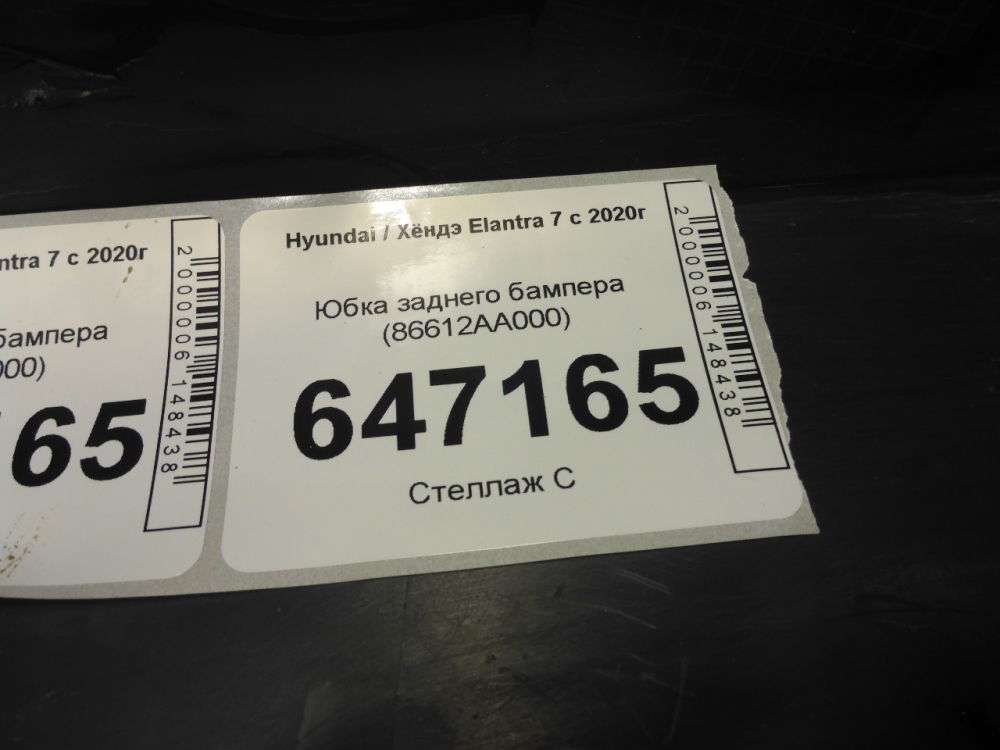 Hyundai / Хёндэ Elantra 7 с 2020г
Юбка заднего бампера
(86612AA000)
647165
Стеллаж С
2000006148438
ntra 7 с 2020г
бампера
000)
165
2000006148438